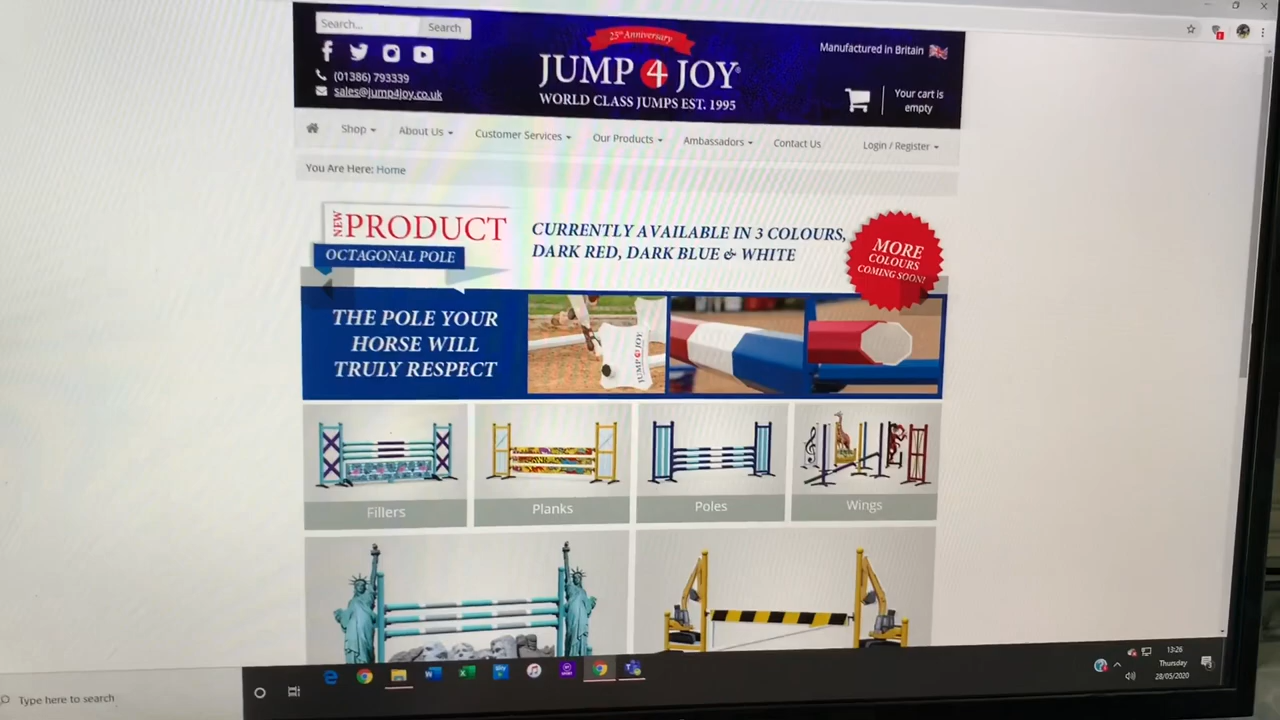 Search...
Search
25th Anniversary
JUMP 4 JOY®
WORLD CLASS JUMPS EST. 1995
Manufactured in Britain
(01386) 793339
sales@jump4joy.co.uk
Your cart is
empty
Shop
About Us
Customer Services
Our Products
Ambassadors
Contact Us
Login / Register
You Are Here: Home
NEW PRODUCT
OCTAGONAL POLE
CURRENTLY AVAILABLE IN 3 COLOURS,
DARK RED, DARK BLUE & WHITE
MORE
COLOURS
COMING SOON!
THE POLE YOUR
HORSE WILL
TRULY RESPECT
JUMP 4 JOY
Fillers
Planks
Poles
Wings
Type here to search
13:26
Thursday
28/05/2020